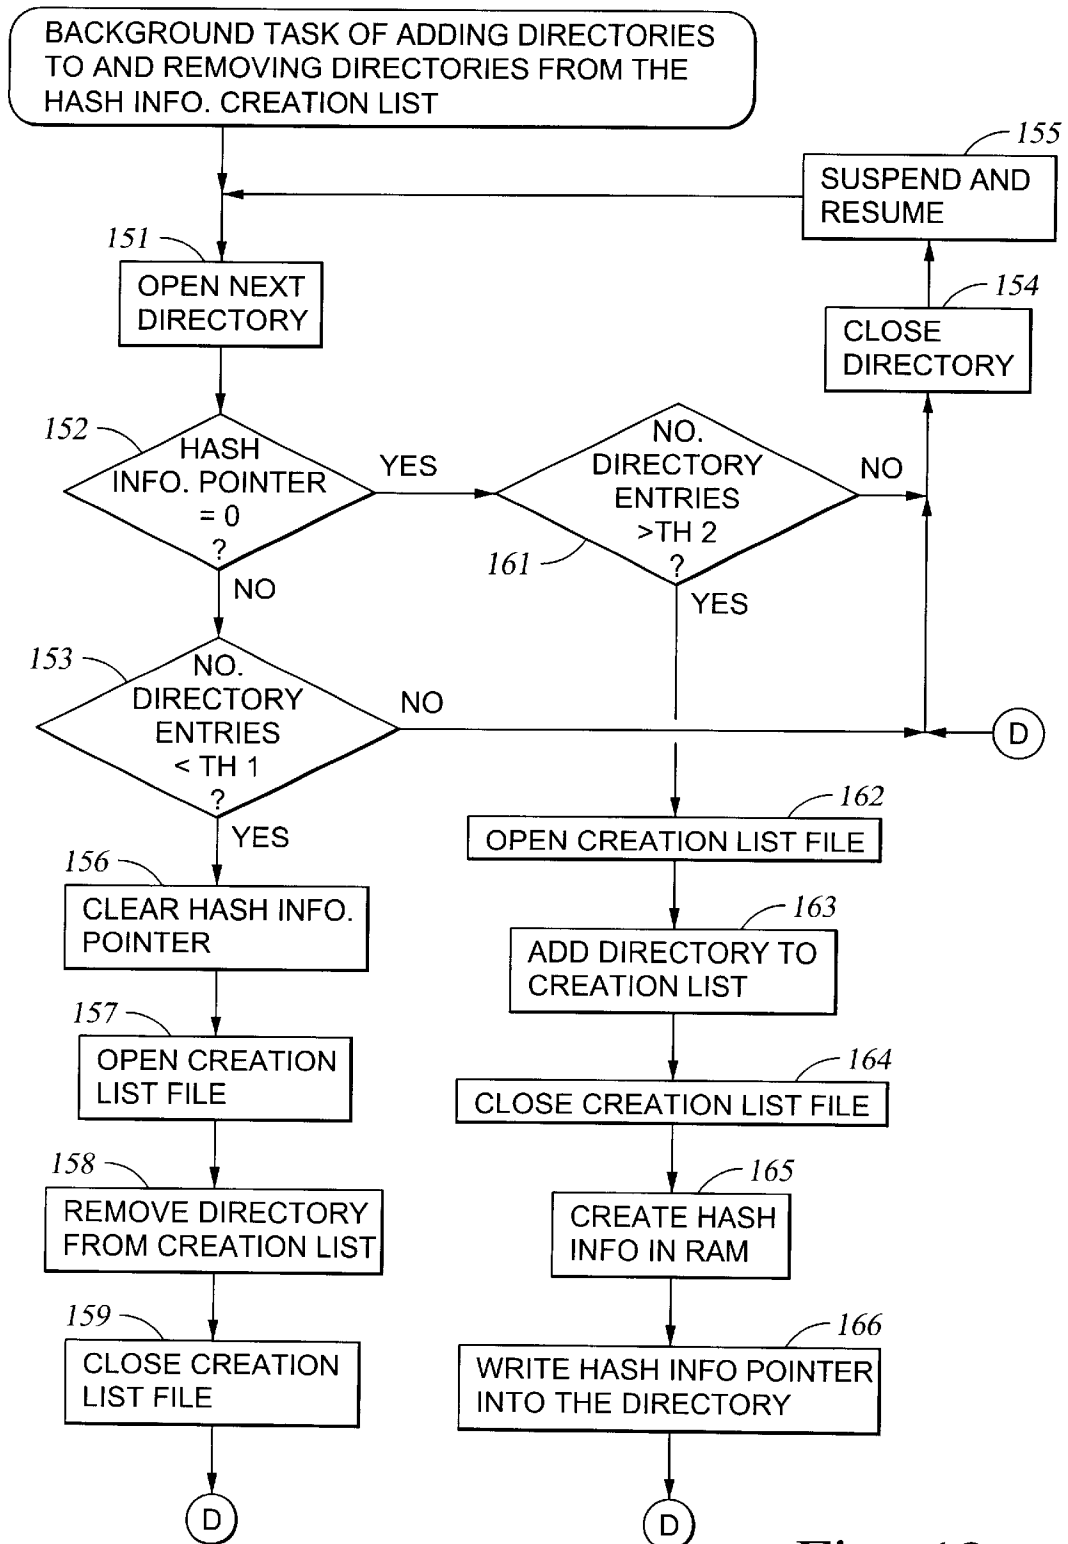 BACKGROUND TASK OF ADDING DIRECTORIES
TO AND REMOVING DIRECTORIES FROM THE
HASH INFO. CREATION LIST
155
SUSPEND AND
RESUME
151
OPEN NEXT
DIRECTORY
154
CLOSE
DIRECTORY
152
HASH
INFO. POINTER
= 0
?
YES
NO
161
NO.
DIRECTORY
ENTRIES
>TH 2
?
NO
YES
153
NO.
DIRECTORY
ENTRIES
< TH 1
?
NO
YES
D
156
CLEAR HASH INFO.
POINTER
157
OPEN CREATION
LIST FILE
158
REMOVE DIRECTORY
FROM CREATION LIST
159
CLOSE CREATION
LIST FILE
D
162
OPEN CREATION LIST FILE
163
ADD DIRECTORY TO
CREATION LIST
164
CLOSE CREATION LIST FILE
165
CREATE HASH
INFO IN RAM
166
WRITE HASH INFO POINTER
INTO THE DIRECTORY
D